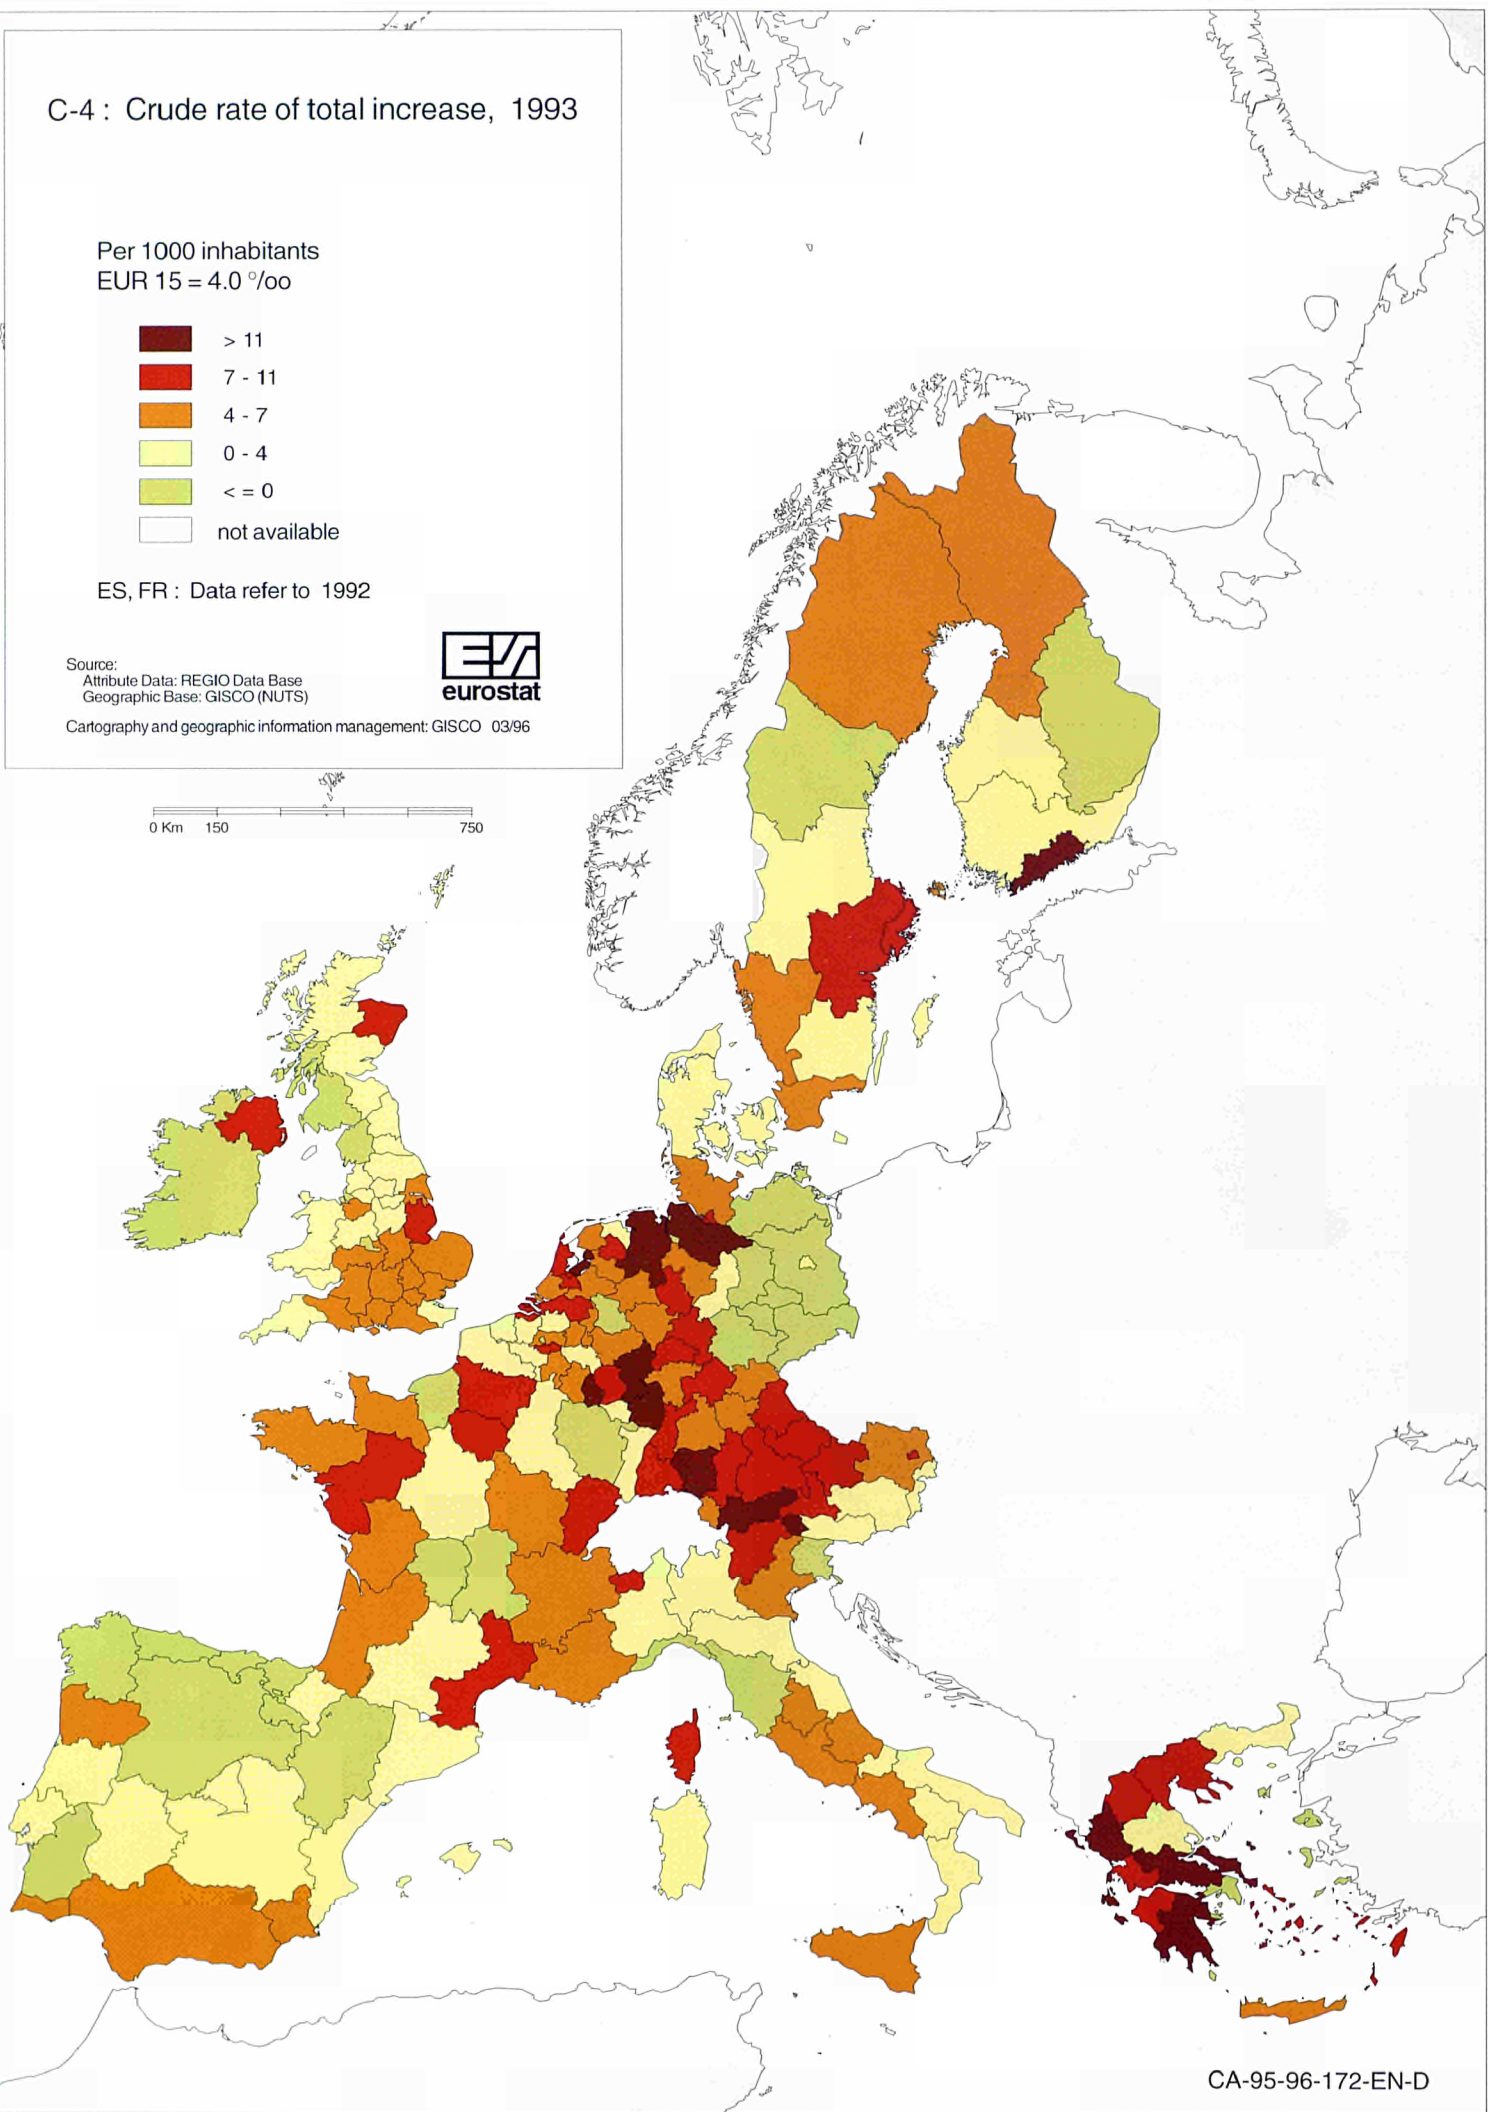 C-4 : Crude rate of total increase, 1993
Per 1000 inhabitants
EUR 15 = 4.0 °/oo
> 11
7 - 11
4 - 7
0 - 4
< = 0
not available
ES, FR : Data refer to 1992
eurostat
Source:
Attribute Data: REGIO Data Base
Geographic Base: GISCO (NUTS)
Cartography and geographic information management: GISCO 03/96
0 Km 150 750
CA-95-96-172-EN-D